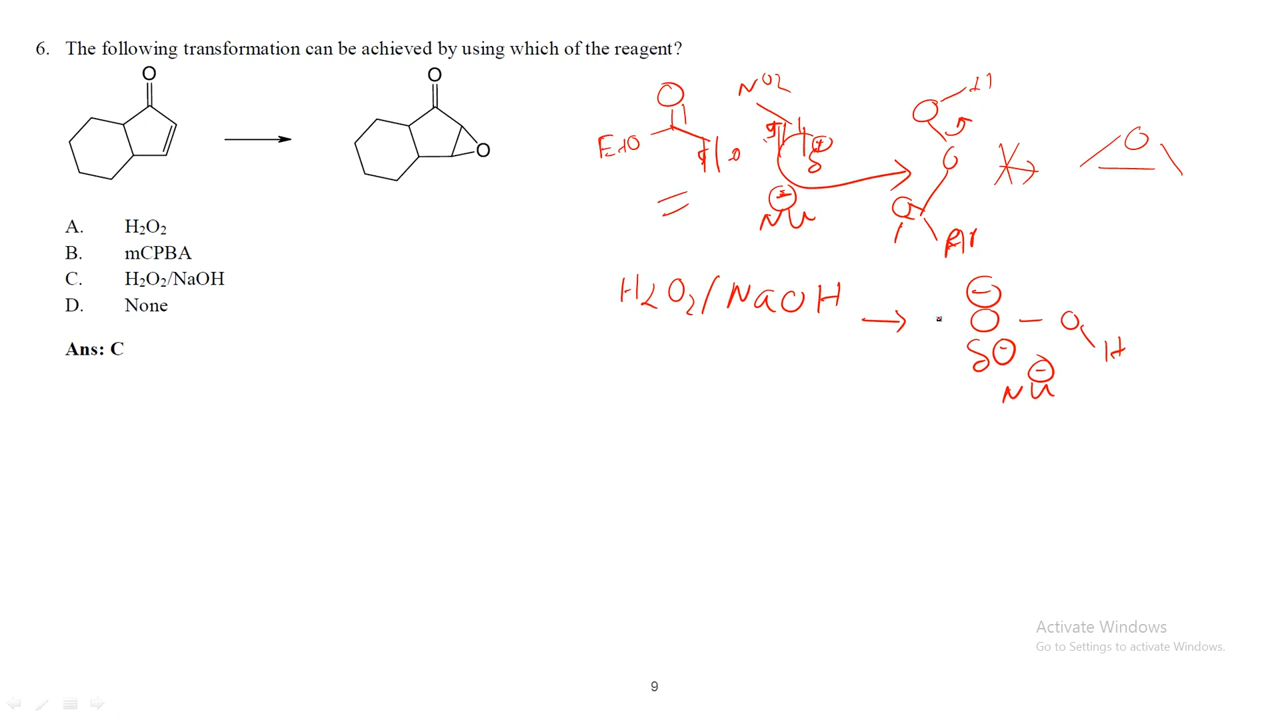 6. The following transformation can be achieved by using which of the reagent?
O
O
O
A. H₂O₂
B. mCPBA
C. H₂O₂/NaOH
D. None
Ans: C
NO2
EtO
Nu
Ar
O
H2O2/NaOH → O - O
H
δ⊖
Nu
Activate Windows
Go to Settings to activate Windows.
9